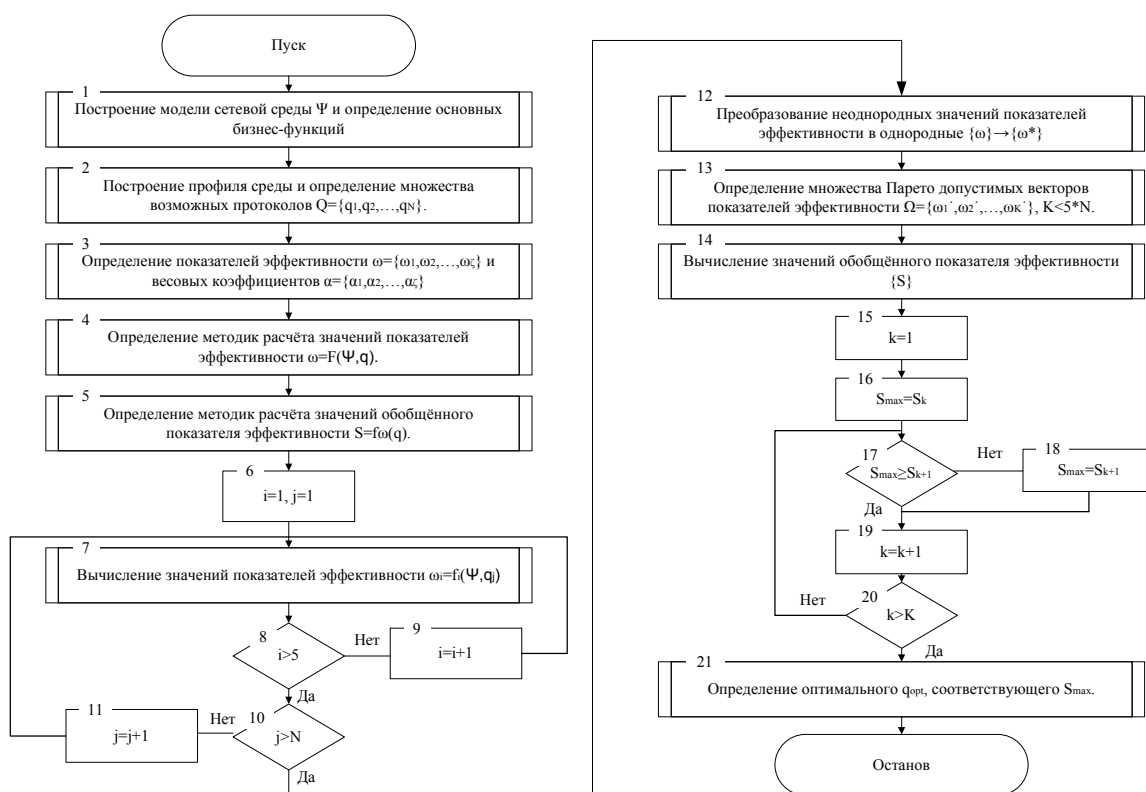 Пуск
1
Построение модели сетевой среды Ψ и определение основных
бизнес-функций
2
Построение профиля среды и определение множества
возможных протоколов Q={q1,q2,…,qN}.
3
Определение показателей эффективности ω={ω1,ω2,…,ωζ} и
весовых коэффициентов α={α1,α2,…,αζ}
4
Определение методик расчёта значений показателей
эффективности ω=F(Ψ,q).
5
Определение методик расчёта значений обобщённого
показателя эффективности S=fω(q).
6
i=1, j=1
7
Вычисление значений показателей эффективности ωi=fi(Ψ,qj)
8
i>5
Нет
9
i=i+1
Да
11
j=j+1
Нет
10
j>N
Да
12
Преобразование неоднородных значений показателей
эффективности в однородные {ω}→{ω*}
13
Определение множества Парето допустимых векторов
показателей эффективности Ω={ω1˙,ω2˙,…,ωK˙}, K<5*N.
14
Вычисление значений обобщённого показателя эффективности
{S}
15
k=1
16
Smax=Sk
17
Smax≥Sk+1
Нет
18
Smax=Sk+1
Да
19
k=k+1
Нет
20
k>K
Да
21
Определение оптимального qopt, соответствующего Smax.
Останов